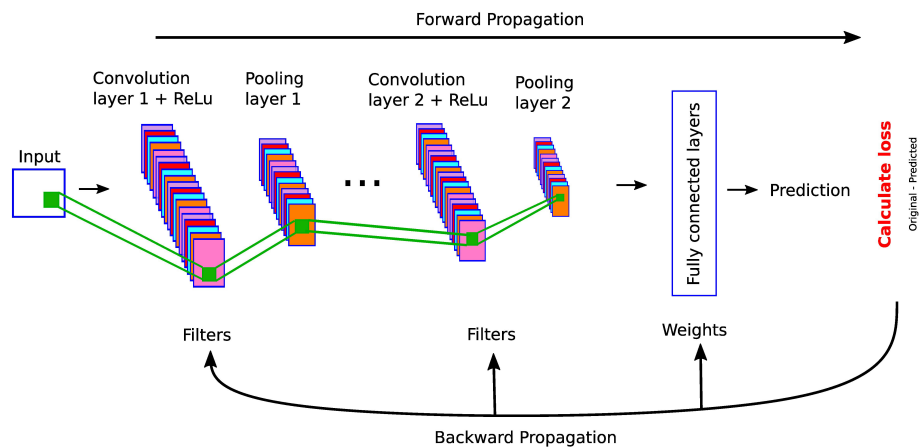 Forward Propagation
Convolution
layer 1 + ReLu
Pooling
layer 1
Convolution
layer 2 + ReLu
Pooling
layer 2
Input
...
Fully connected layers
Prediction
Calculate loss
Original - Predicted
Filters
Filters
Weights
Backward Propagation